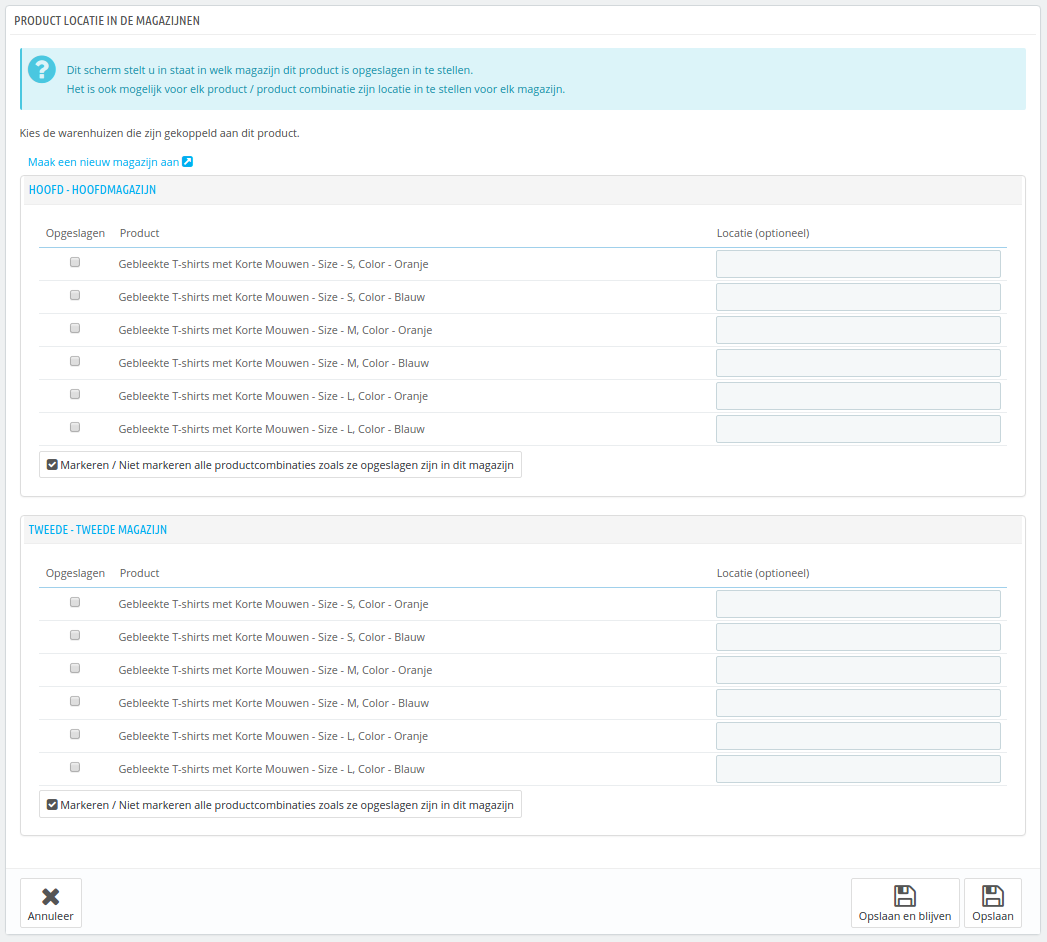 PRODUCT LOCATIE IN DE MAGAZIJNEN
?
Dit scherm stelt u in staat in welk magazijn dit product is opgeslagen in te stellen.
Het is ook mogelijk voor elk product / product combinatie zijn locatie in te stellen voor elk magazijn.
Kies de warenhuizen die zijn gekoppeld aan dit product.
Maak een nieuw magazijn aan
HOOFD - HOOFDMAGAZIJN
Opgeslagen Product Locatie (optioneel)
Gebleekte T-shirts met Korte Mouwen - Size - S, Color - Oranje
Gebleekte T-shirts met Korte Mouwen - Size - S, Color - Blauw
Gebleekte T-shirts met Korte Mouwen - Size - M, Color - Oranje
Gebleekte T-shirts met Korte Mouwen - Size - M, Color - Blauw
Gebleekte T-shirts met Korte Mouwen - Size - L, Color - Oranje
Gebleekte T-shirts met Korte Mouwen - Size - L, Color - Blauw
Markeren / Niet markeren alle productcombinaties zoals ze opgeslagen zijn in dit magazijn
TWEEDE - TWEEDE MAGAZIJN
Opgeslagen Product Locatie (optioneel)
Gebleekte T-shirts met Korte Mouwen - Size - S, Color - Oranje
Gebleekte T-shirts met Korte Mouwen - Size - S, Color - Blauw
Gebleekte T-shirts met Korte Mouwen - Size - M, Color - Oranje
Gebleekte T-shirts met Korte Mouwen - Size - M, Color - Blauw
Gebleekte T-shirts met Korte Mouwen - Size - L, Color - Oranje
Gebleekte T-shirts met Korte Mouwen - Size - L, Color - Blauw
Markeren / Niet markeren alle productcombinaties zoals ze opgeslagen zijn in dit magazijn
Annuleer Opslaan en blijven Opslaan